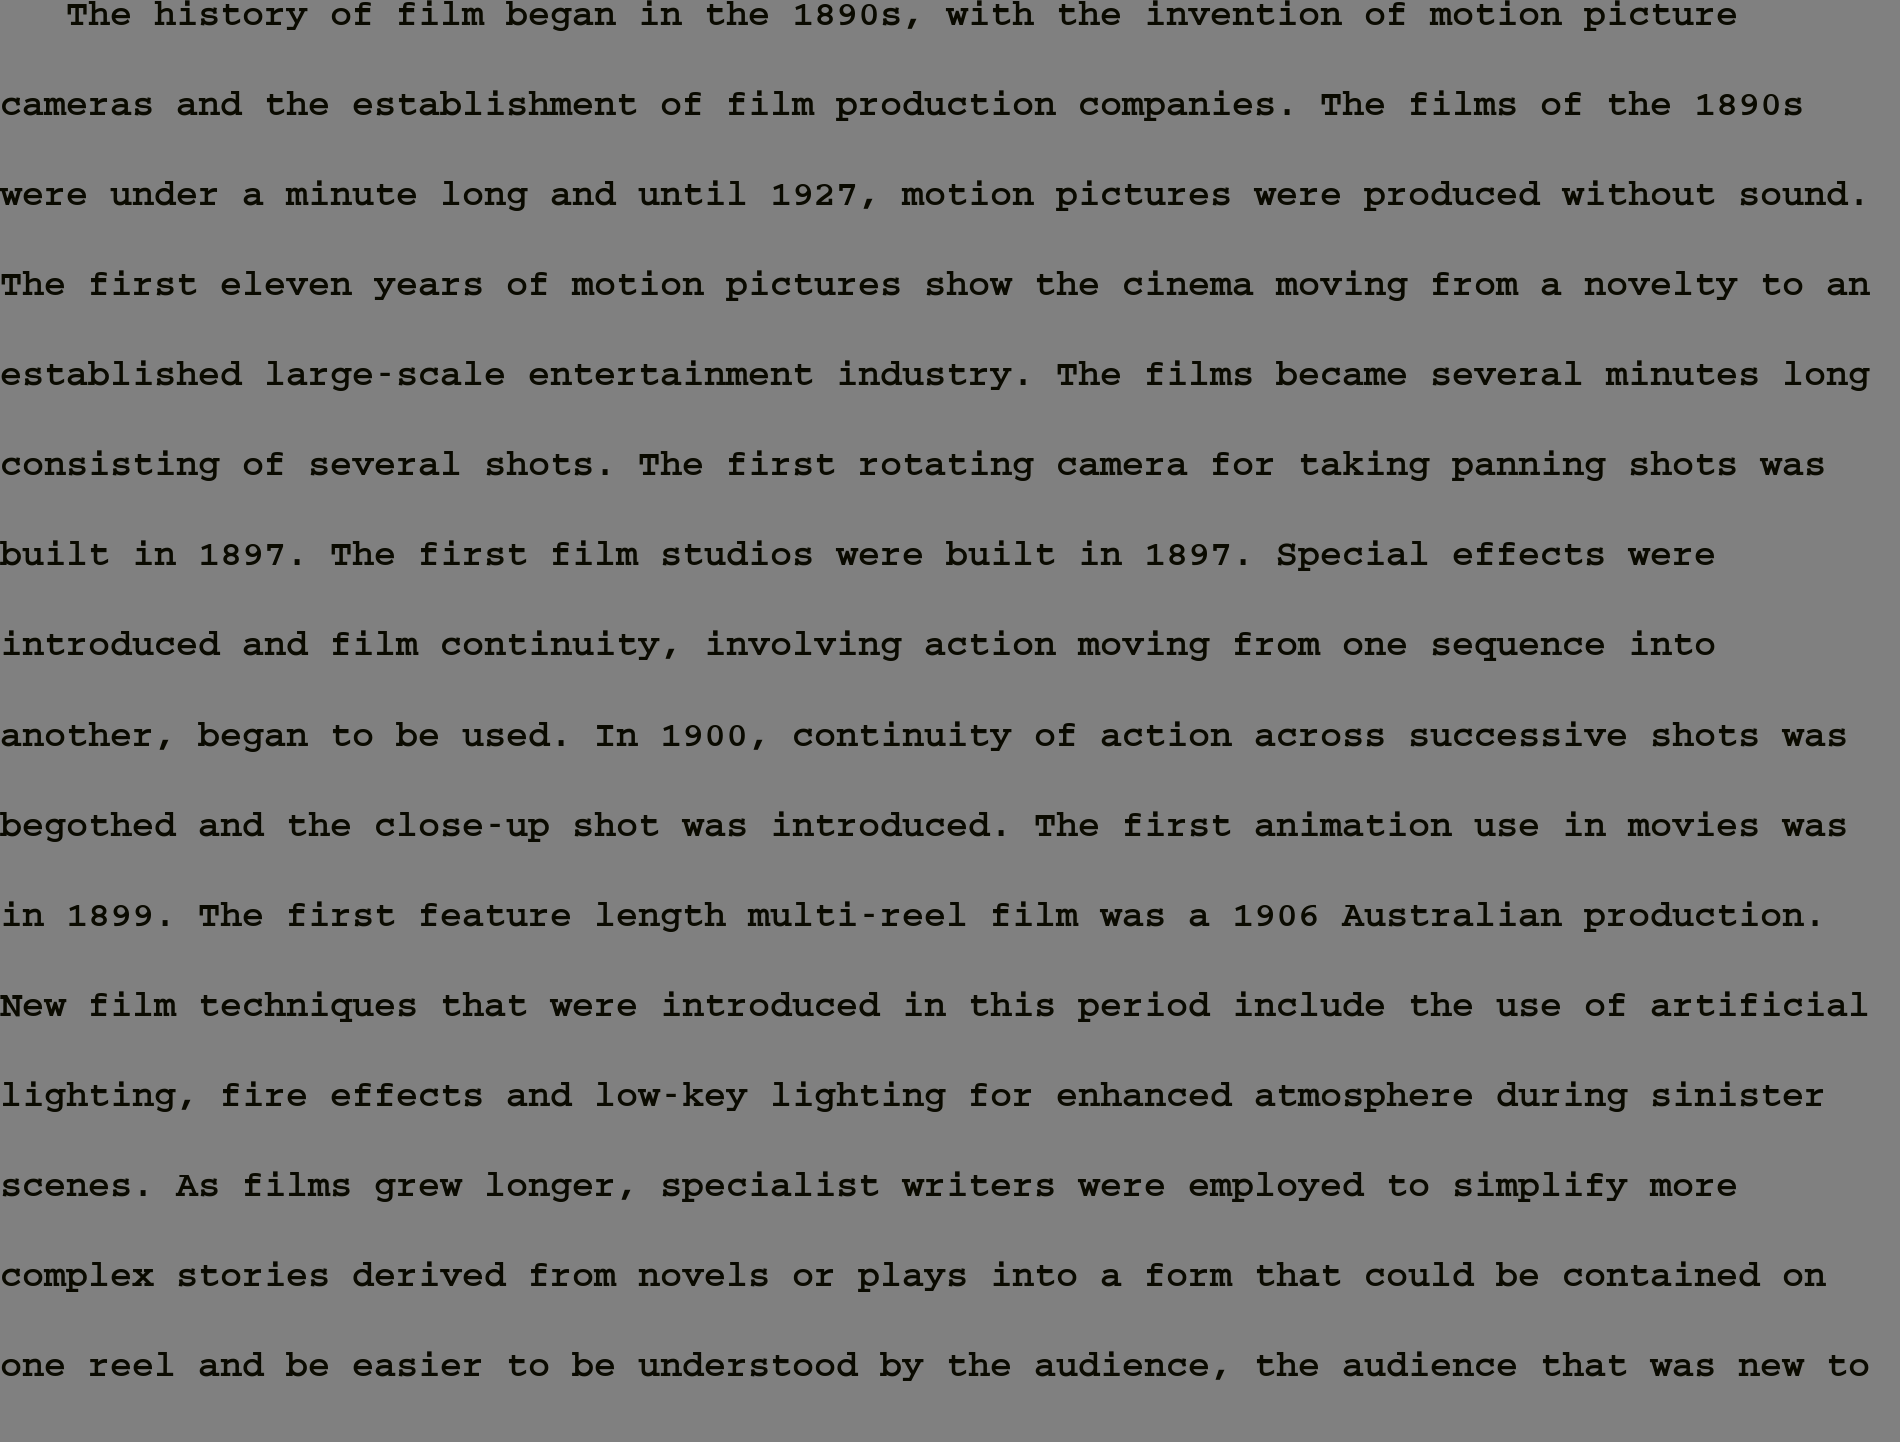 The history of film began in the 1890s, with the invention of motion picture
cameras and the establishment of film production companies. The films of the 1890s
were under a minute long and until 1927, motion pictures were produced without sound.
The first eleven years of motion pictures show the cinema moving from a novelty to an
established large-scale entertainment industry. The films became several minutes long
consisting of several shots. The first rotating camera for taking panning shots was
built in 1897. The first film studios were built in 1897. Special effects were
introduced and film continuity, involving action moving from one sequence into
another, began to be used. In 1900, continuity of action across successive shots was
begothed and the close-up shot was introduced. The first animation use in movies was
in 1899. The first feature length multi-reel film was a 1906 Australian production.
New film techniques that were introduced in this period include the use of artificial
lighting, fire effects and low-key lighting for enhanced atmosphere during sinister
scenes. As films grew longer, specialist writers were employed to simplify more
complex stories derived from novels or plays into a form that could be contained on
one reel and be easier to be understood by the audience, the audience that was new to